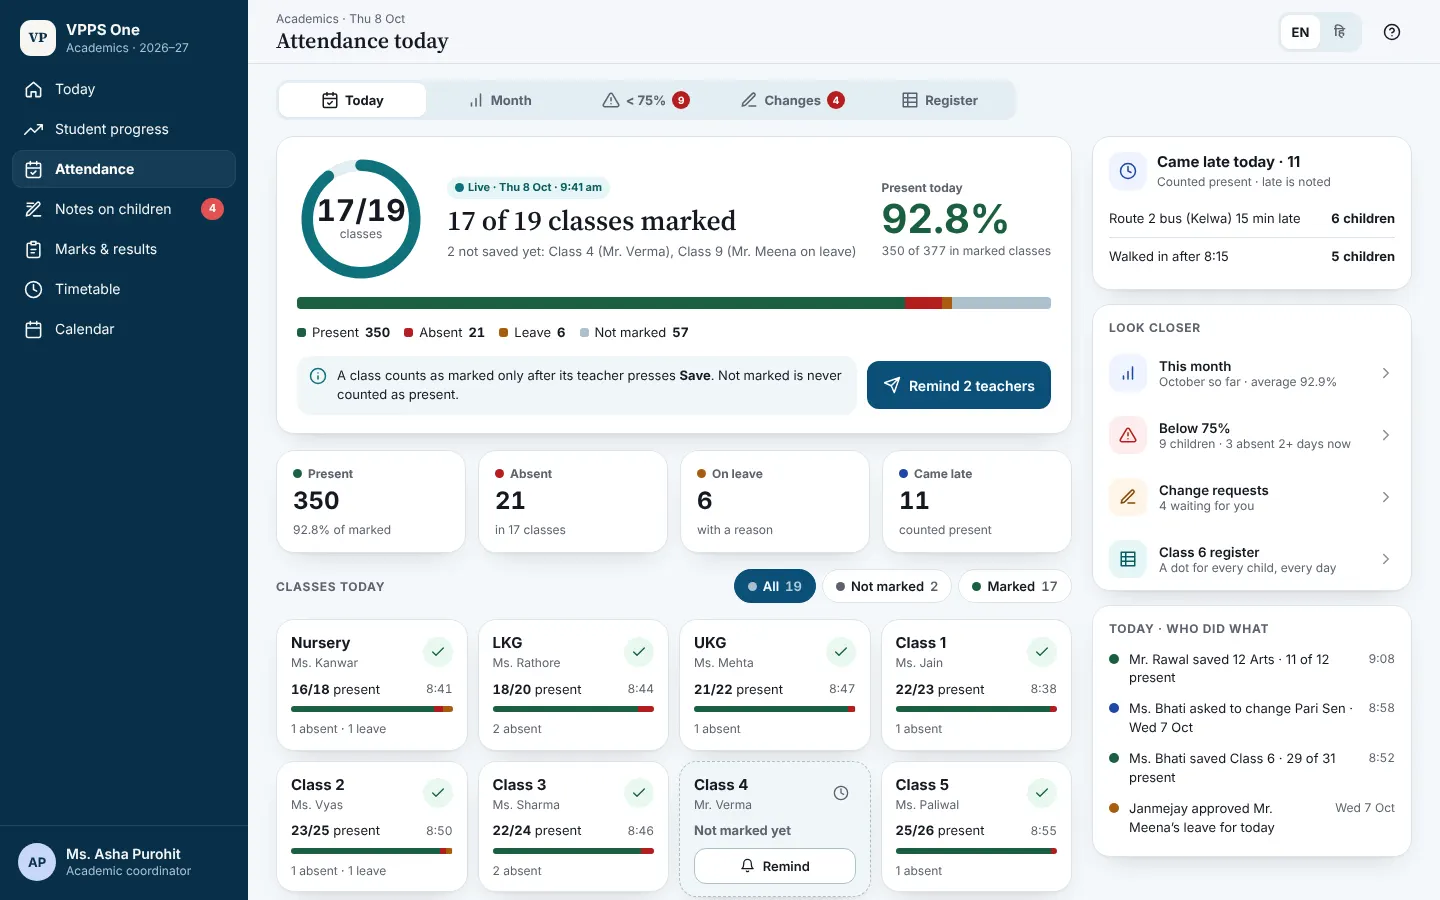 VP
VPPS One
Academics · 2026–27
Today
Student progress
Attendance
Notes on children 4
Marks & results
Timetable
Calendar
AP
Ms. Asha Purohit
Academic coordinator
Academics · Thu 8 Oct
Attendance today
EN हि
Today Month < 75% 9 Changes 4 Register
17/19
classes
Live · Thu 8 Oct · 9:41 am
17 of 19 classes marked
2 not saved yet: Class 4 (Mr. Verma), Class 9 (Mr. Meena on leave)
Present today
92.8%
350 of 377 in marked classes
Present 350 Absent 21 Leave 6 Not marked 57
A class counts as marked only after its teacher presses Save. Not marked is never
counted as present.
Remind 2 teachers
Present
350
92.8% of marked
Absent
21
in 17 classes
On leave
6
with a reason
Came late
11
counted present
CLASSES TODAY
All 19 Not marked 2 Marked 17
Nursery
Ms. Kanwar
16/18 present 8:41
1 absent · 1 leave
LKG
Ms. Rathore
18/20 present 8:44
2 absent
UKG
Ms. Mehta
21/22 present 8:47
1 absent
Class 1
Ms. Jain
22/23 present 8:38
1 absent
Class 2
Ms. Vyas
23/25 present 8:50
1 absent · 1 leave
Class 3
Ms. Sharma
22/24 present 8:46
2 absent
Class 4
Mr. Verma
Not marked yet
Remind
Class 5
Ms. Paliwal
25/26 present 8:55
1 absent
Came late today · 11
Counted present · late is noted
Route 2 bus (Kelwa) 15 min late 6 children
Walked in after 8:15 5 children
LOOK CLOSER
This month
October so far · average 92.9%
Below 75%
9 children · 3 absent 2+ days now
Change requests
4 waiting for you
Class 6 register
A dot for every child, every day
TODAY · WHO DID WHAT
Mr. Rawal saved 12 Arts · 11 of 12 9:08
present
Ms. Bhati asked to change Pari Sen · 8:58
Wed 7 Oct
Ms. Bhati saved Class 6 · 29 of 31 8:52
present
Janmejay approved Mr. Wed 7 Oct
Meena's leave for today